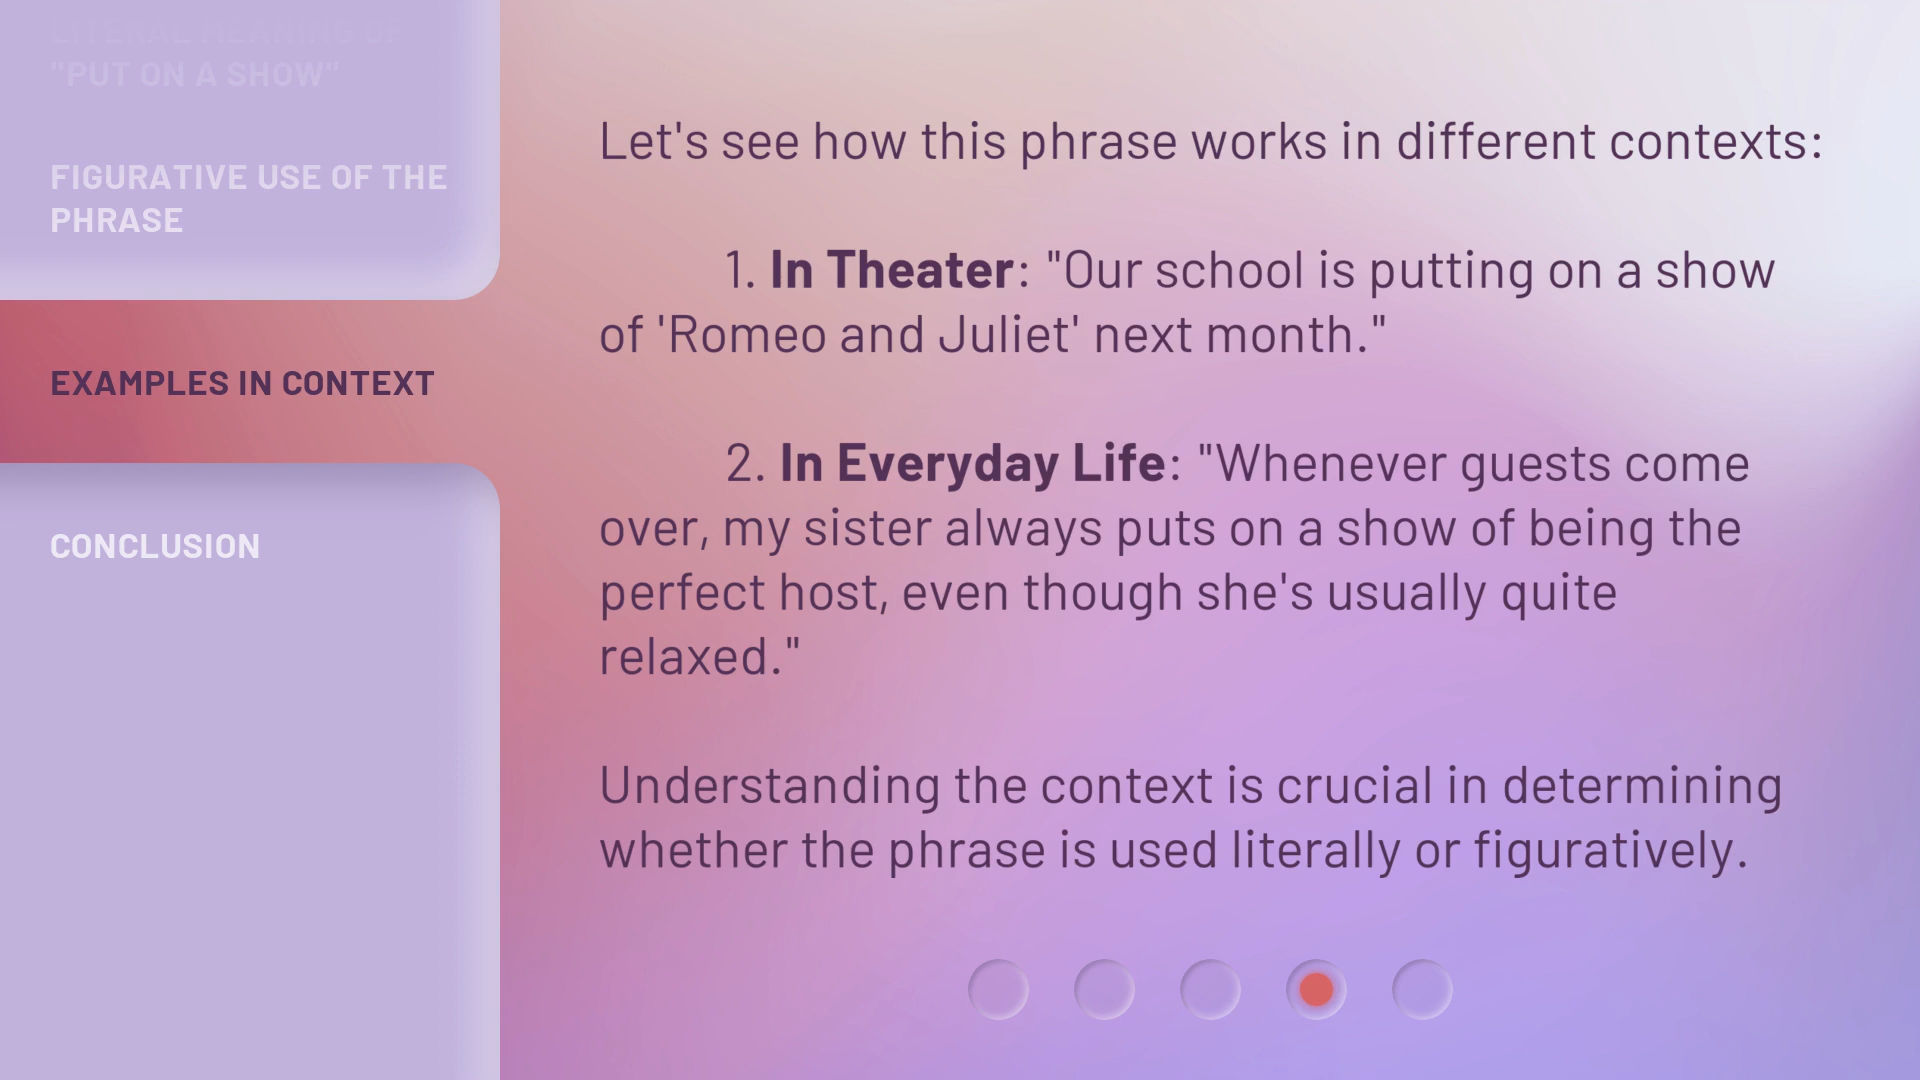 LITERAL MEANING OF
"PUT ON A SHOW"
FIGURATIVE USE OF THE
PHRASE
EXAMPLES IN CONTEXT
CONCLUSION
Let's see how this phrase works in different contexts:
1. In Theater: "Our school is putting on a show
of 'Romeo and Juliet' next month."
2. In Everyday Life: "Whenever guests come
over, my sister always puts on a show of being the
perfect host, even though she's usually quite
relaxed."
Understanding the context is crucial in determining
whether the phrase is used literally or figuratively.